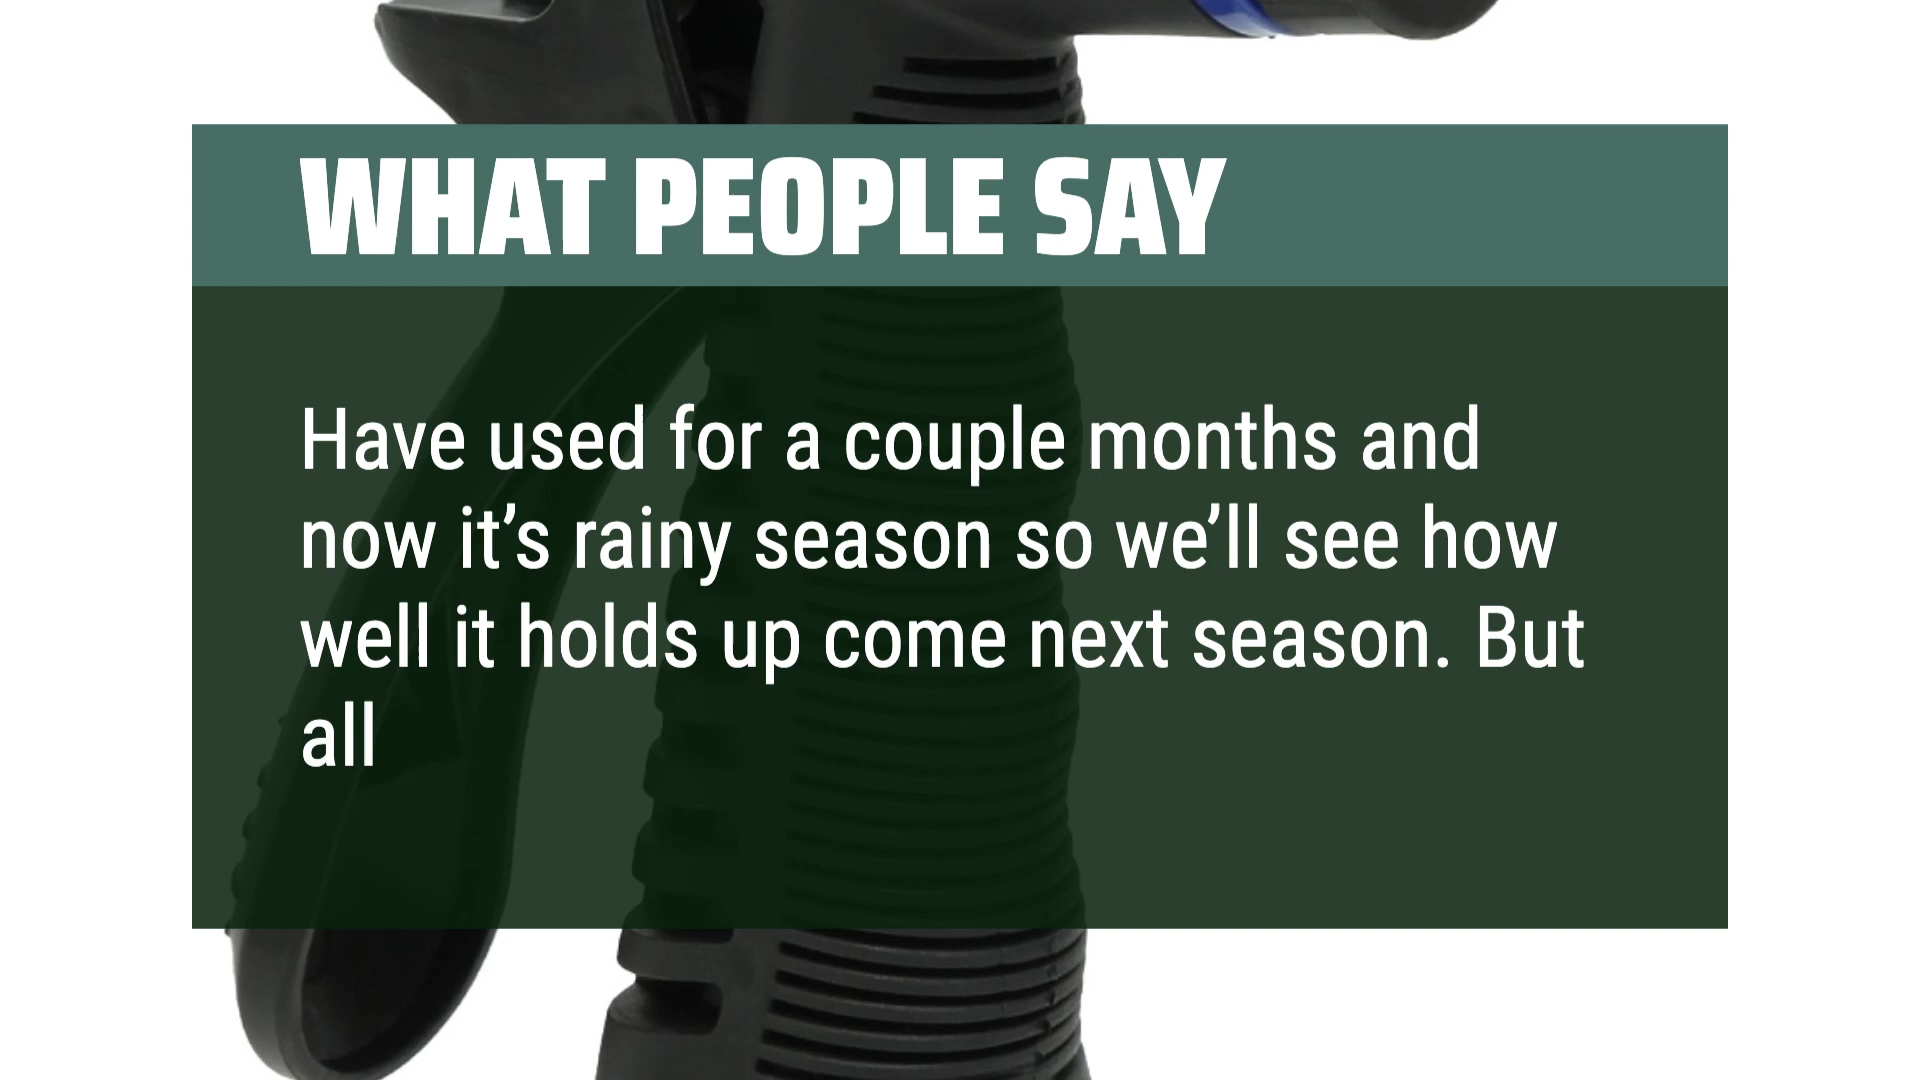 WHAT PEOPLE SAY
Have used for a couple months and
now it’s rainy season so we’ll see how
well it holds up come next season. But
all